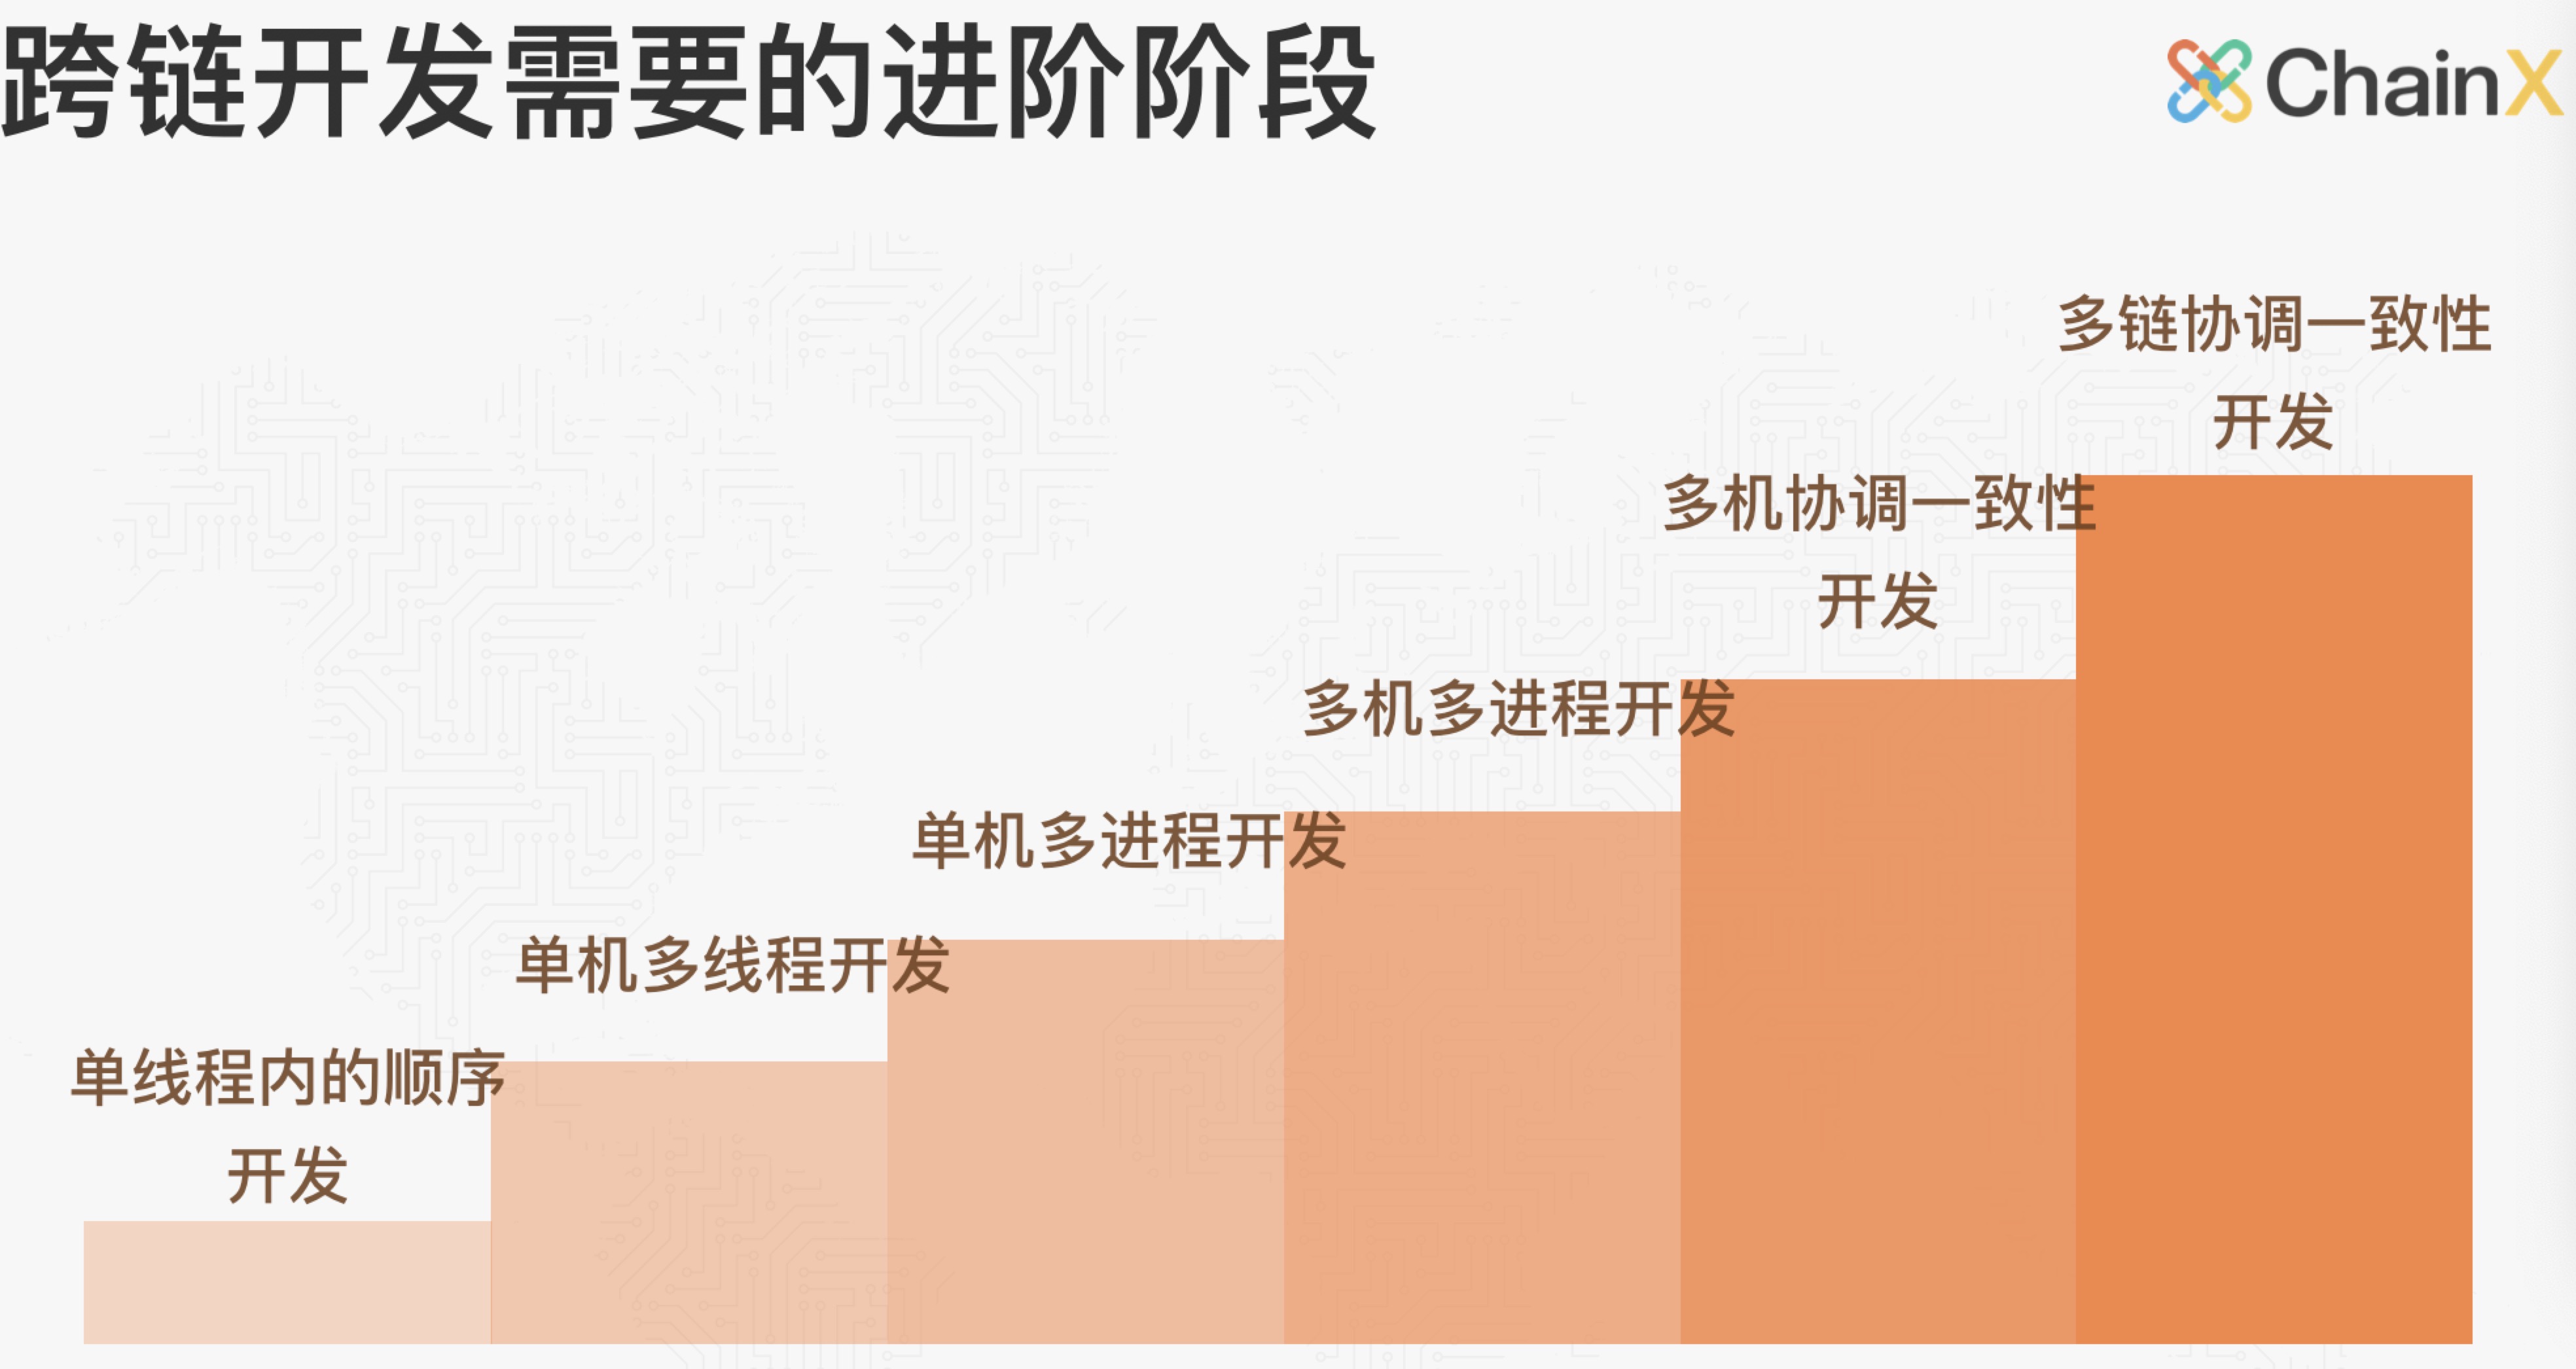 跨链开发需要的进阶阶段
ChainX
多链协调一致性
开发
多机协调一致性
开发
多机多进程开发
单机多进程开发
单机多线程开发
单线程内的顺序
开发